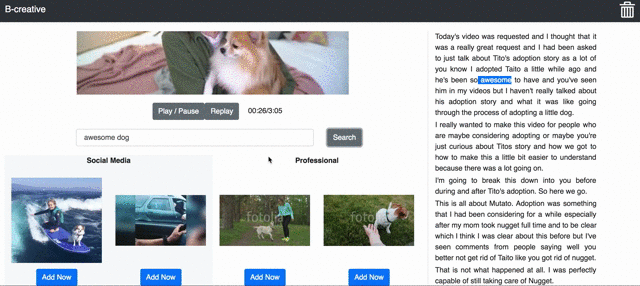 B-creative
Play / Pause
Replay
00:26/3:05
awesome dog
Search
Social Media
Professional
fotolia
fotolia
Add Now
Add Now
Add Now
Add Now
Today's video was requested and I thought that it
was a really great request and I had been asked
to just talk about Tito's adoption story as a lot of
you know I adopted Taito a little while ago and
he's been so awesome to have and you've seen
him in my videos but I haven't really talked about
his adoption story and what it was like going
through the process of adopting a little dog.
I really wanted to make this video for people who
are maybe considering adopting or maybe you're
just curious about Titos story and how we got to
how to make this a little bit easier to understand
because there was a lot going on.
I'm going to break this down into you before
during and after Tito's adoption. So here we go.
This is all about Mutato. Adoption was something
that I had been considering for a while especially
after my mom took nugget full time and to be clear
which I think I was clear about this before but I've
seen comments from people saying well you
better not get rid of Taito like you got rid of nugget.
That is not what happened at all. I was perfectly
capable of still taking care of Nugget.